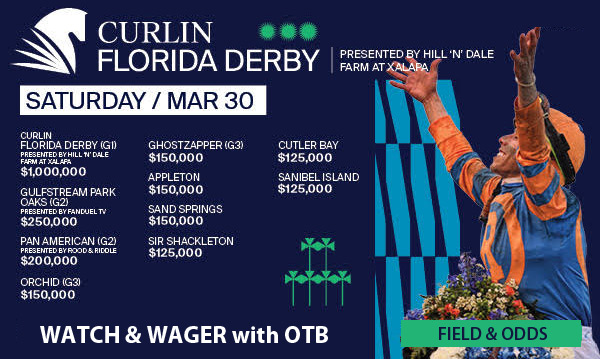 CURLIN
FLORIDA DERBY
PRESENTED BY HILL 'N' DALE
FARM AT XALAPA
SATURDAY / MAR 30
CURLIN
FLORIDA DERBY (G1)
PRESENTED BY HILL 'N' DALE
FARM AT XALAPA
$1,000,000
GULFSTREAM PARK
OAKS (G2)
PRESENTED BY FANDUEL TV
$250,000
PAN AMERICAN (G2)
PRESENTED BY ROOD & RIDDLE
$200,000
ORCHID (G3)
$150,000
GHOSTZAPPER (G3)
$150,000
APPLETON
$150,000
SAND SPRINGS
$150,000
SIR SHACKLETON
$125,000
CUTLER BAY
$125,000
SANIBEL ISLAND
$125,000
WATCH & WAGER with OTB
FIELD & ODDS